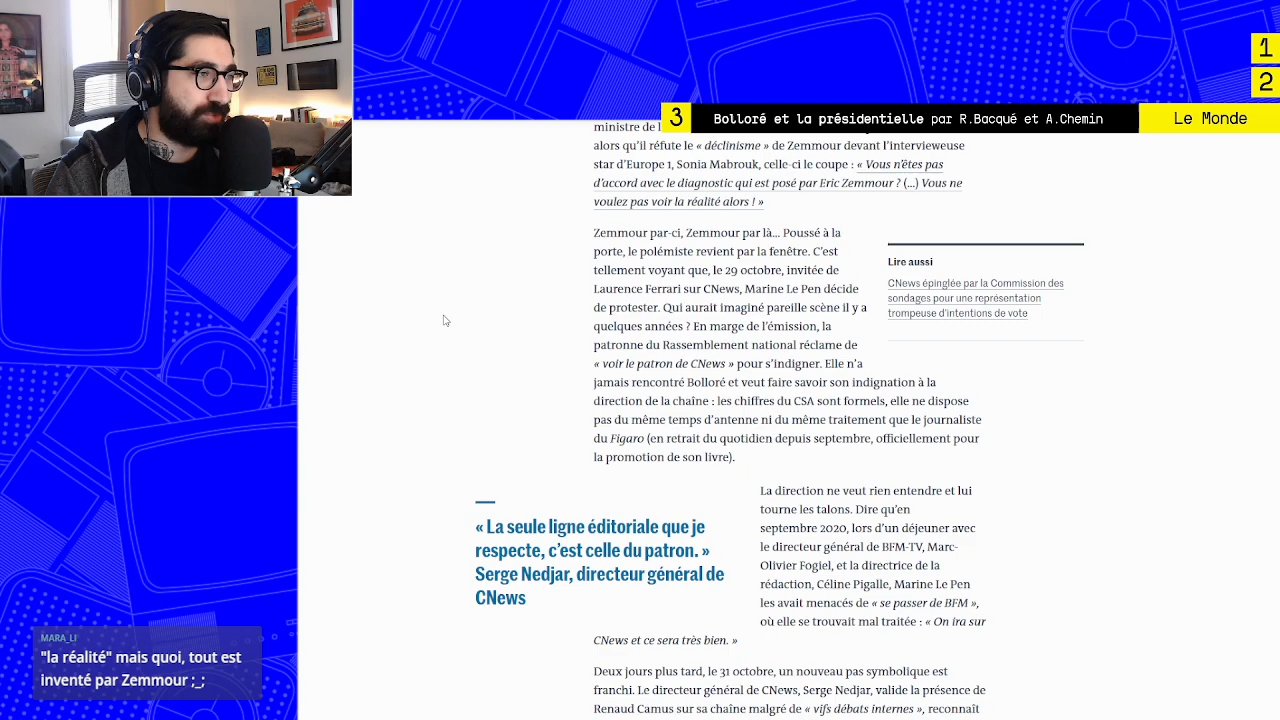 1
2
3
Bolloré et la présidentielle par R.Bacqué et A.Chemin
Le Monde
ministre de l
alors qu'il réfute le « déclinisme » de Zemmour devant l'intervieweuse
star d'Europe 1, Sonia Mabrouk, celle-ci le coupe : « Vous n'êtes pas
d'accord avec le diagnostic qui est posé par Eric Zemmour ? (...) Vous ne
voulez pas voir la réalité alors ! »
Zemmour par-ci, Zemmour par là… Poussé à la
porte, le polémiste revient par la fenêtre. C'est
tellement voyant que, le 29 octobre, invitée de
Laurence Ferrari sur CNews, Marine Le Pen décide
de protester. Qui aurait imaginé pareille scène il y a
quelques années ? En marge de l'émission, la
patronne du Rassemblement national réclame de
« voir le patron de CNews » pour s'indigner. Elle n'a
jamais rencontré Bolloré et veut faire savoir son indignation à la
direction de la chaîne : les chiffres du CSA sont formels, elle ne dispose
pas du même temps d'antenne ni du même traitement que le journaliste
du Figaro (en retrait du quotidien depuis septembre, officiellement pour
la promotion de son livre).
Lire aussi
CNews épinglée par la Commission des
sondages pour une représentation
trompeuse d'intentions de vote
« La seule ligne éditoriale que je
respecte, c'est celle du patron. »
Serge Nedjar, directeur général de
CNews
La direction ne veut rien entendre et lui
tourne les talons. Dire qu'en
septembre 2020, lors d'un déjeuner avec
le directeur général de BFM-TV, Marc-
Olivier Fogiel, et la directrice de la
rédaction, Céline Pigalle, Marine Le Pen
les avait menacés de « se passer de BFM »,
où elle se trouvait mal traitée : « On ira sur
CNews et ce sera très bien. »
Deux jours plus tard, le 31 octobre, un nouveau pas symbolique est
franchi. Le directeur général de CNews, Serge Nedjar, valide la présence de
Renaud Camus sur sa chaîne malgré de « vifs débats internes », reconnaît
MARA_LI
"la réalité" mais quoi, tout est
inventé par Zemmour ;_;